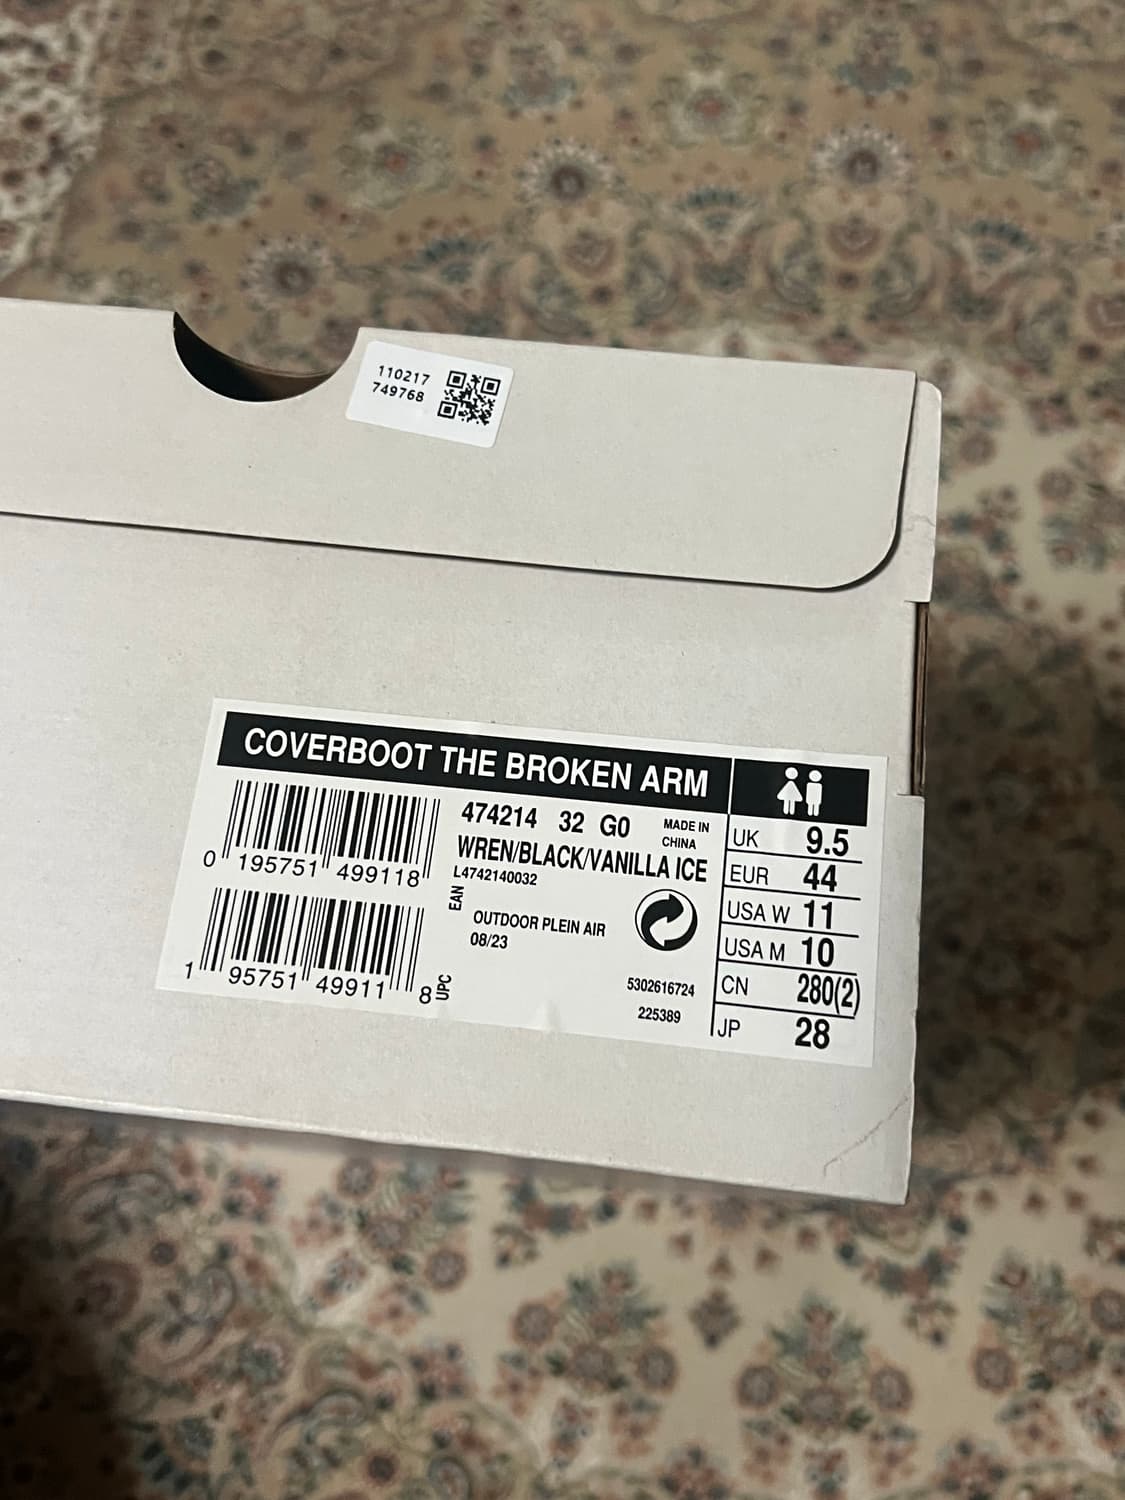 110217
749768
COVERBOOT THE BROKEN ARM
0 195751 499118
EAN
1 95751 49911 8
UPC
474214 32 G0
MADE IN
CHINA
WREN/BLACK/VANILLA ICE
L4742140032
OUTDOOR PLEIN AIR
08/23
5302616724
225389
UK 9.5
EUR 44
USA W 11
USA M 10
CN 280(2)
JP 28